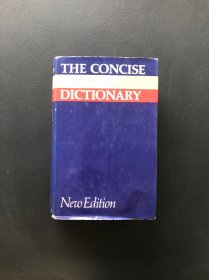 THE CONCISE
DICTIONARY
New Edition